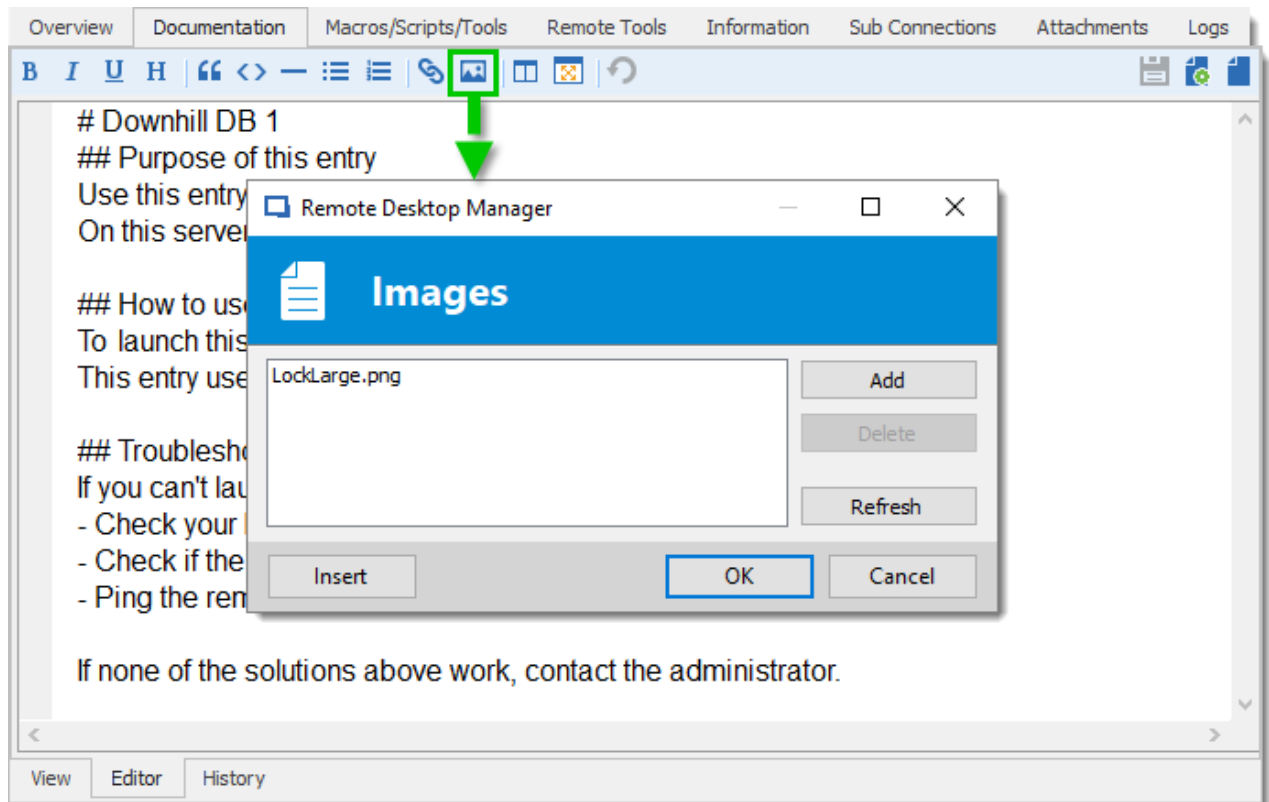 Overview Documentation Macros/Scripts/Tools Remote Tools Information Sub Connections Attachments Logs
B I U H
# Downhill DB 1
## Purpose of this entry
Use this entry
On this server
Remote Desktop Manager
Images
## How to use
To launch this
This entry use
LockLarge.png
Add
Delete
Refresh
## Troublesho
If you can't lau
- Check your
- Check if the
- Ping the rem
Insert OK Cancel
If none of the solutions above work, contact the administrator.
View Editor History